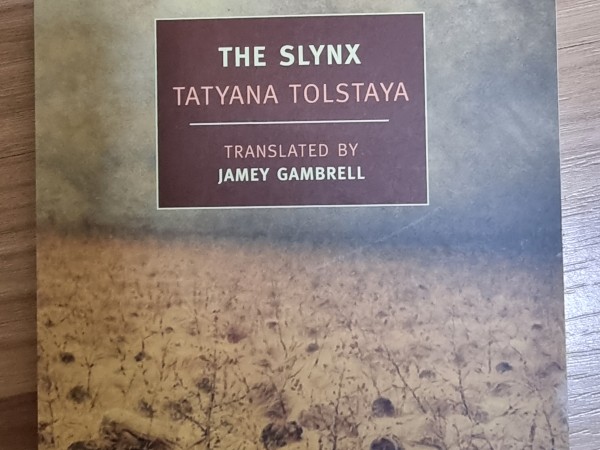 THE SLYNX
TATYANA TOLSTAYA
TRANSLATED BY
JAMEY GAMBRELL